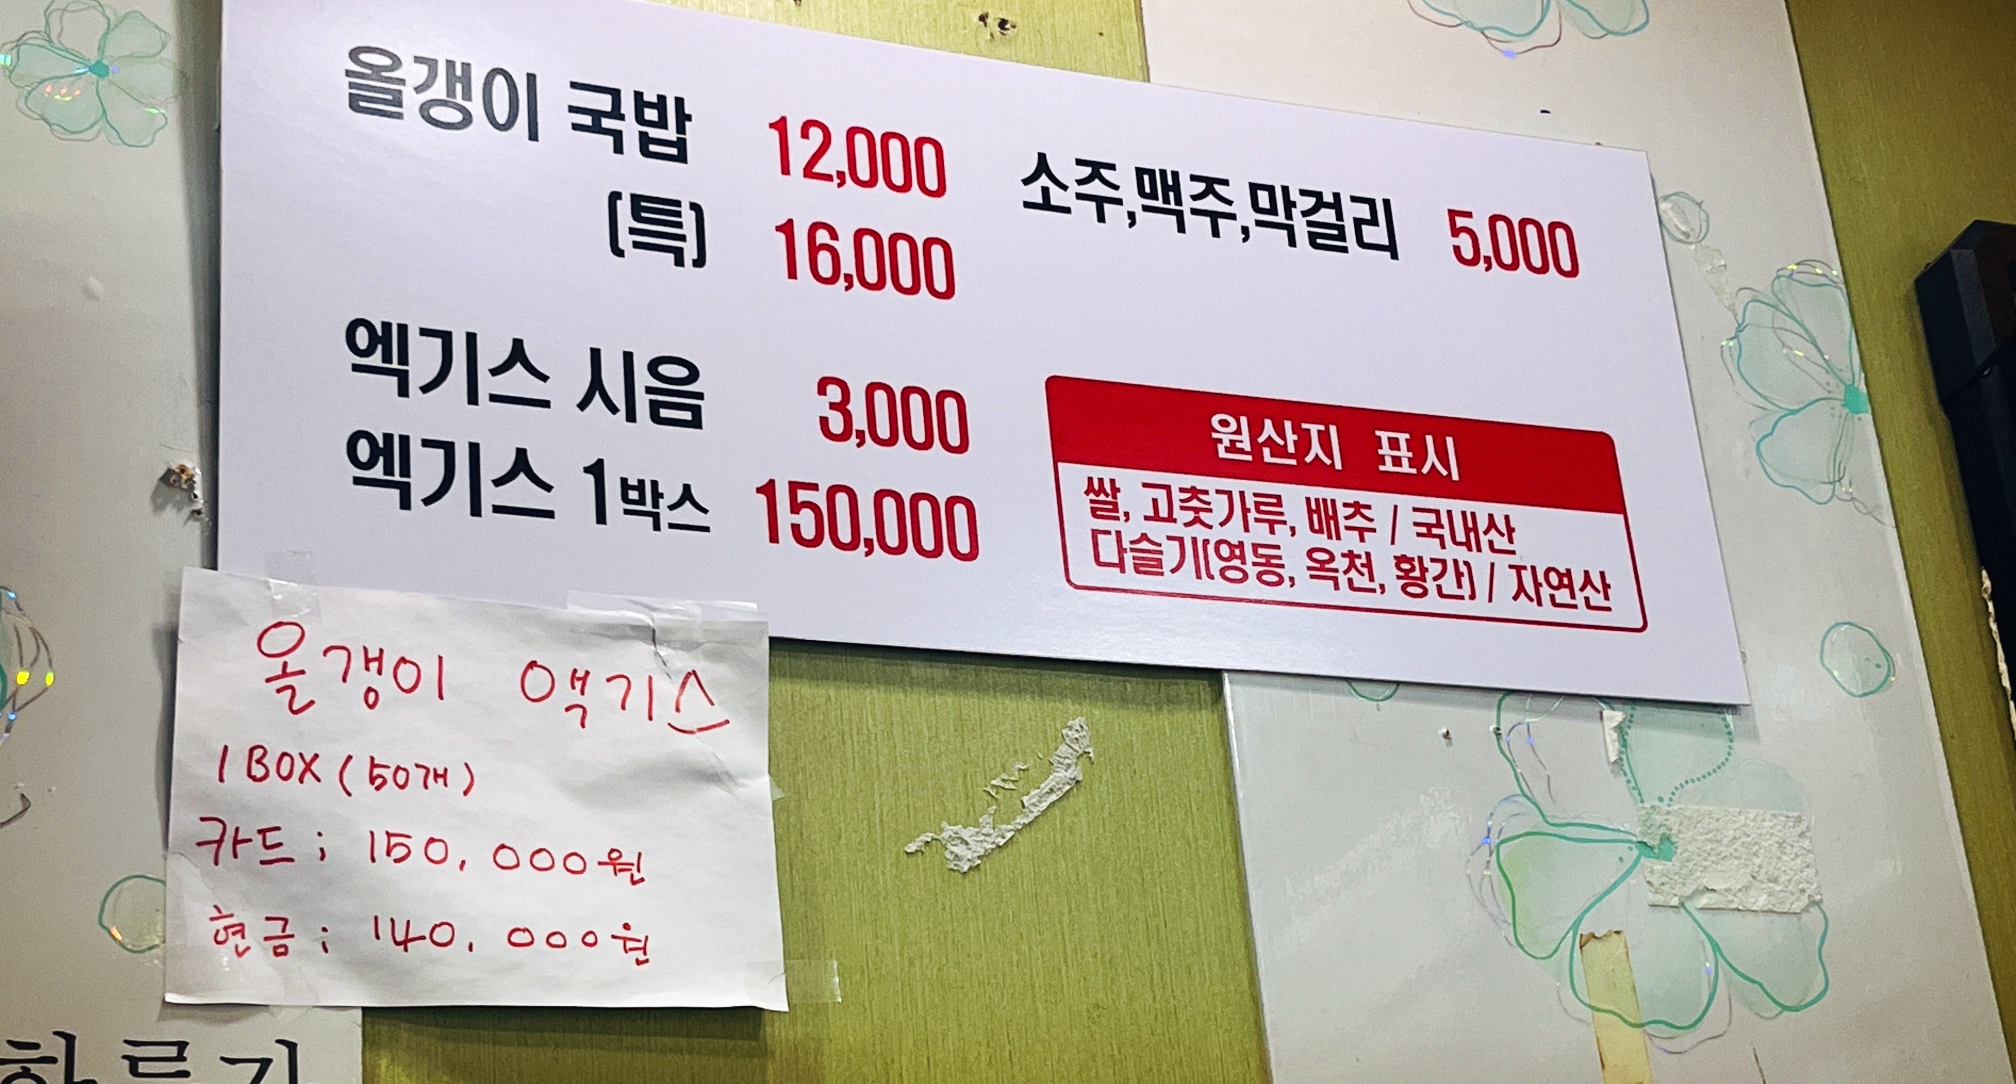 올갱이 국밥 12,000
(특) 16,000
소주,맥주,막걸리 5,000
엑기스 시음 3,000
엑기스 1박스 150,000
원산지 표시
쌀, 고춧가루, 배추 / 국내산
다슬기(영동, 옥천, 황간) / 자연산
올갱이 액기스
1 BOX (50개)
카드; 150,000원
현금; 140,000원